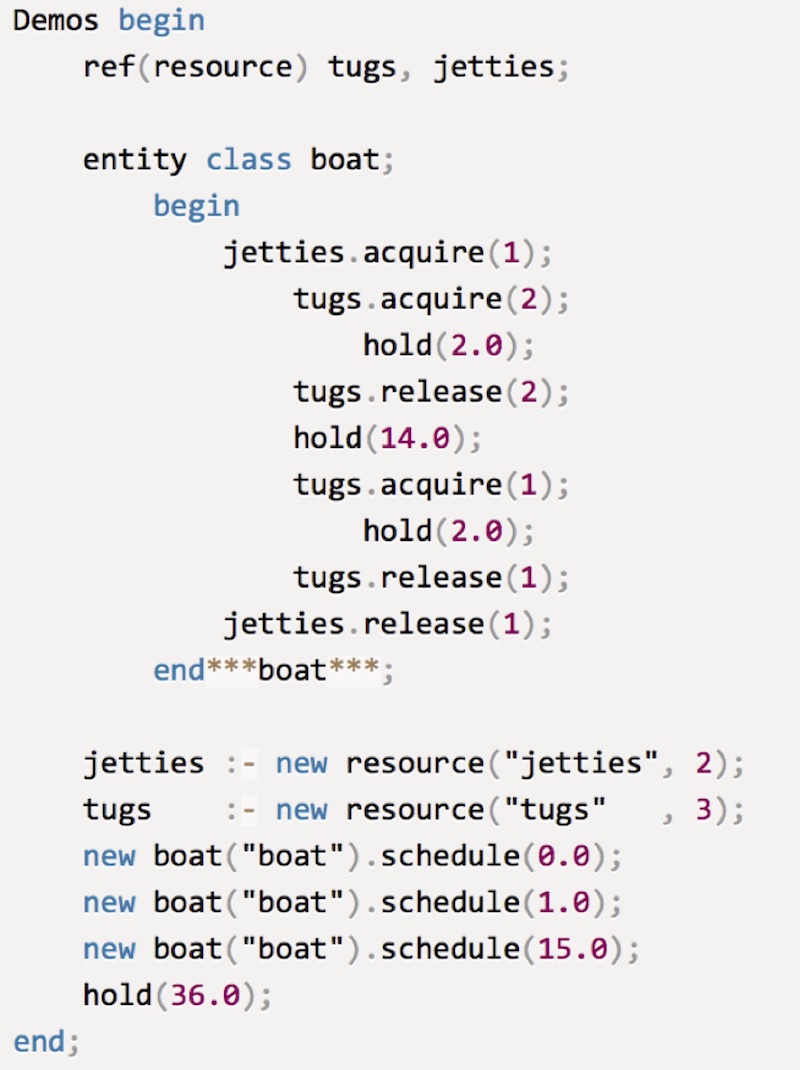 Demos begin
    ref(resource) tugs, jetties;

    entity class boat;
        begin
            jetties.acquire(1);
                tugs.acquire(2);
                    hold(2.0);
                tugs.release(2);
                hold(14.0);
                tugs.acquire(1);
                    hold(2.0);
                tugs.release(1);
            jetties.release(1);
        end***boat***;

    jetties :- new resource("jetties", 2);
    tugs    :- new resource("tugs"   , 3);
    new boat("boat").schedule(0.0);
    new boat("boat").schedule(1.0);
    new boat("boat").schedule(15.0);
    hold(36.0);
end;